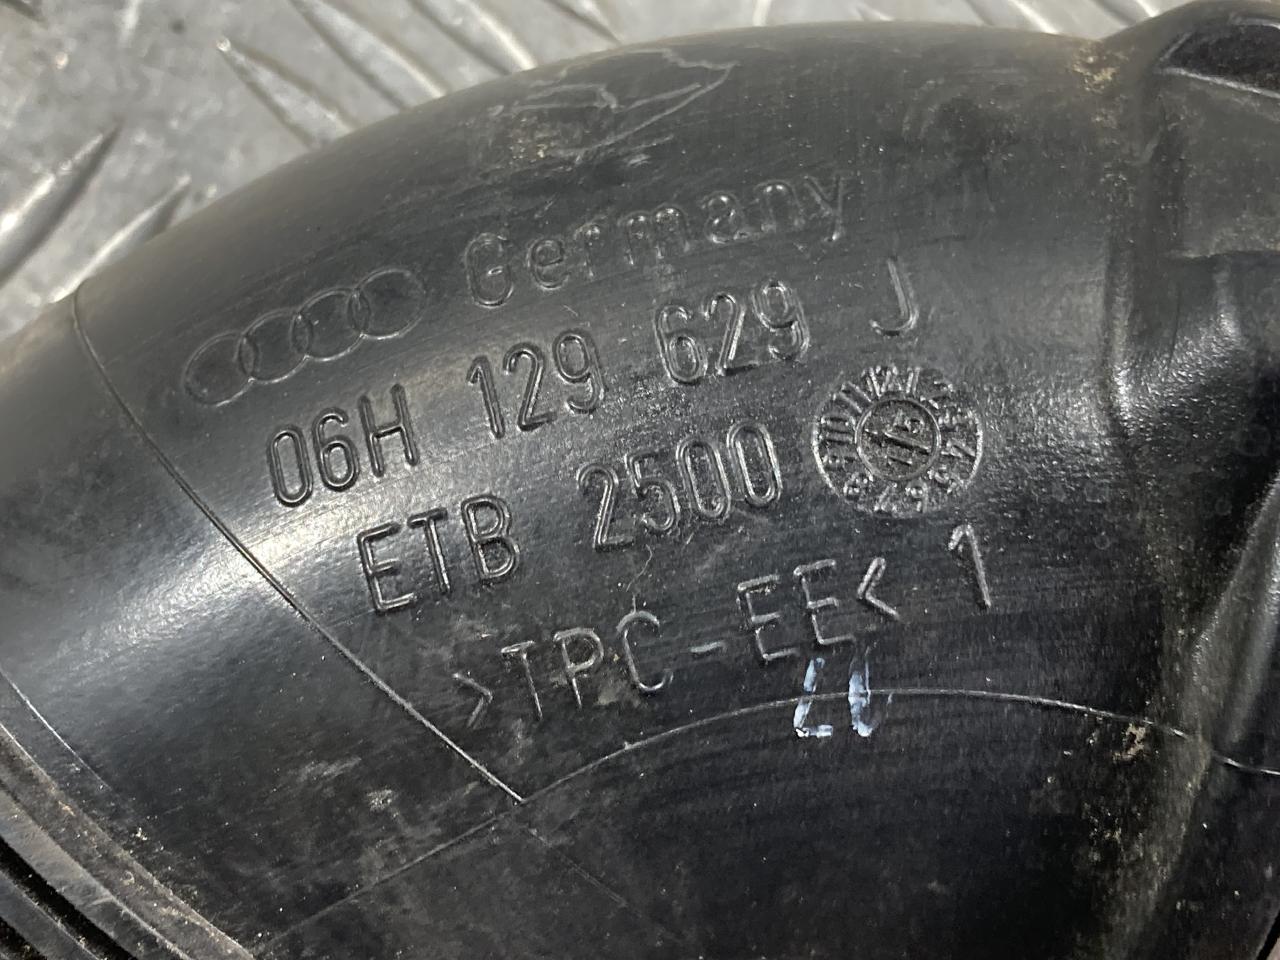 Germany
06H 129 629 J
ETB 2500
>TPC-EE< 1